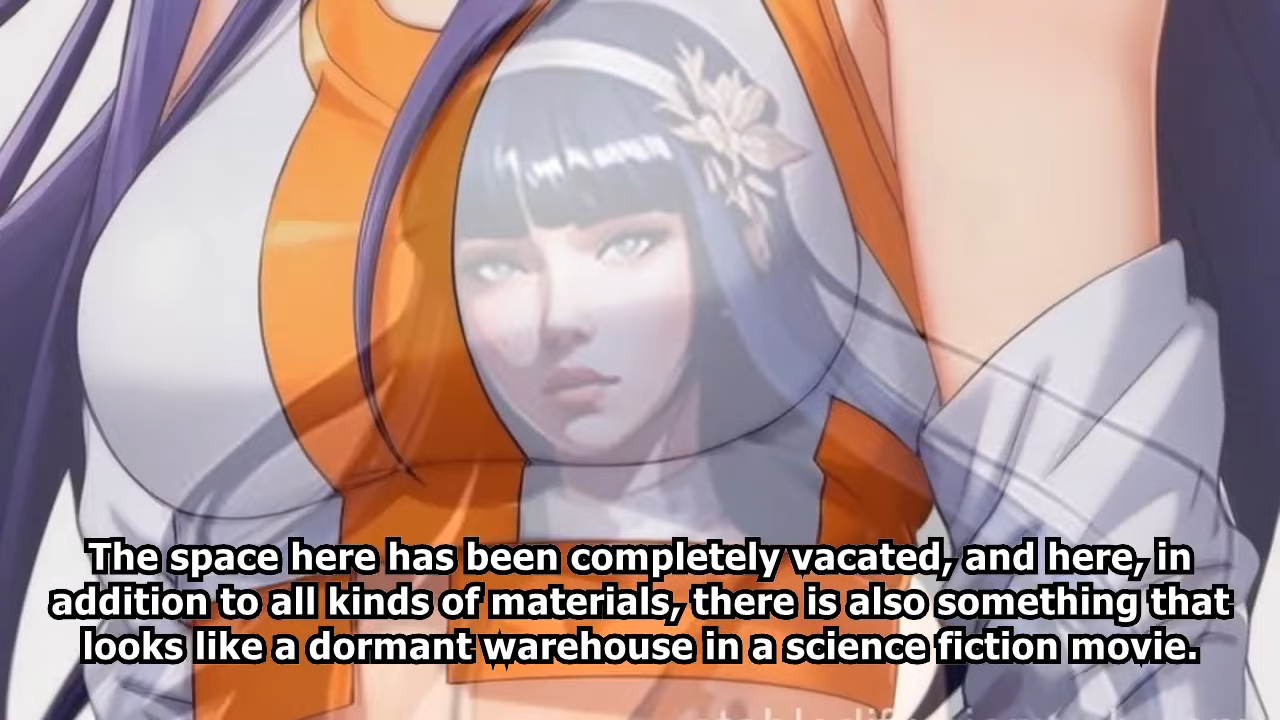 The space here has been completely vacated, and here, in
addition to all kinds of materials, there is also something that
looks like a dormant warehouse in a science fiction movie.